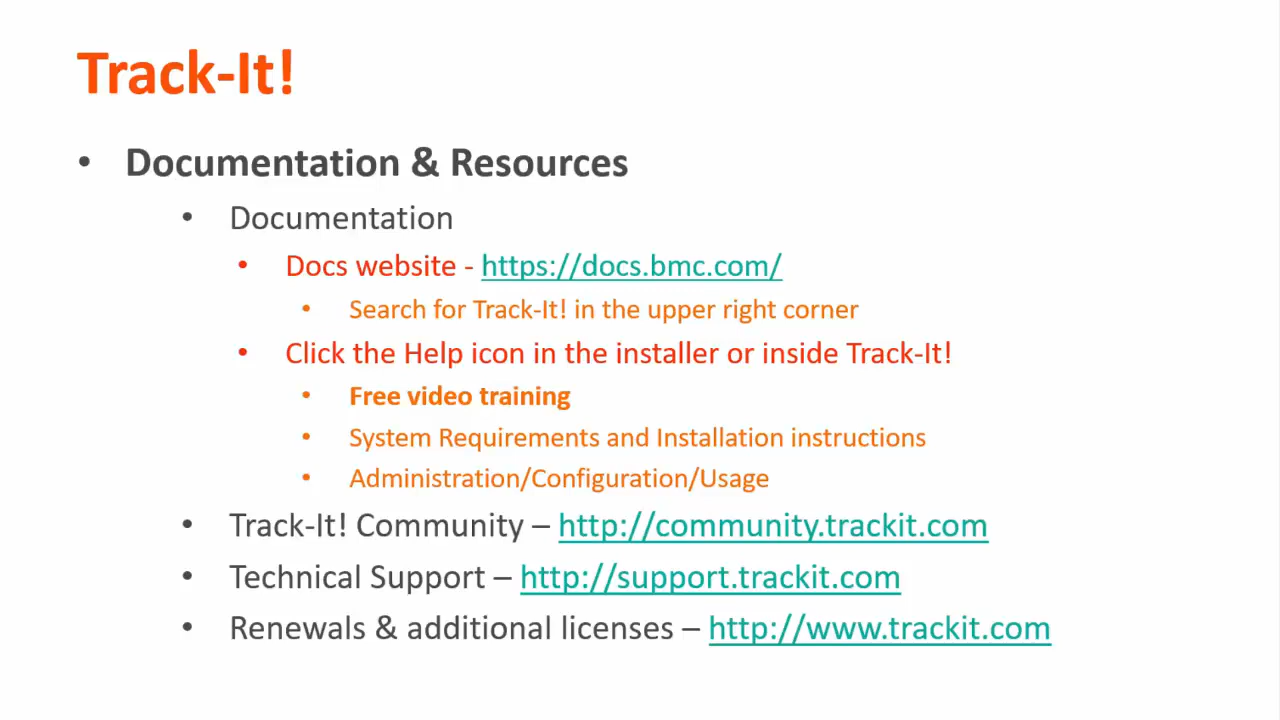 Track-It!
• Documentation & Resources
• Documentation
• Docs website - https://docs.bmc.com/
• Search for Track-It! in the upper right corner
• Click the Help icon in the installer or inside Track-It!
• Free video training
• System Requirements and Installation instructions
• Administration/Configuration/Usage
• Track-It! Community – http://community.trackit.com
• Technical Support – http://support.trackit.com
• Renewals & additional licenses – http://www.trackit.com